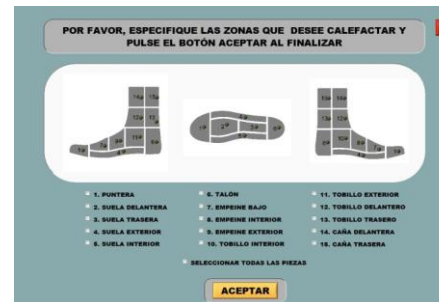 POR FAVOR, ESPECIFIQUE LAS ZONAS QUE DESEE CALEFACTAR Y
PULSE EL BOTÓN ACEPTAR AL FINALIZAR
1. PUNTERA
2. SUELA DELANTERA
3. SUELA TRASERA
4. SUELA EXTERIOR
5. SUELA INTERIOR
6. TALÓN
7. EMPEINE BAJO
8. EMPEINE INTERIOR
9. EMPEINE EXTERIOR
10. TOBILLO INTERIOR
11. TOBILLO EXTERIOR
12. TOBILLO DELANTERO
13. TOBILLO TRASERO
14. CAÑA DELANTERA
15. CAÑA TRASERA
SELECCIONAR TODAS LAS PIEZAS
ACEPTAR